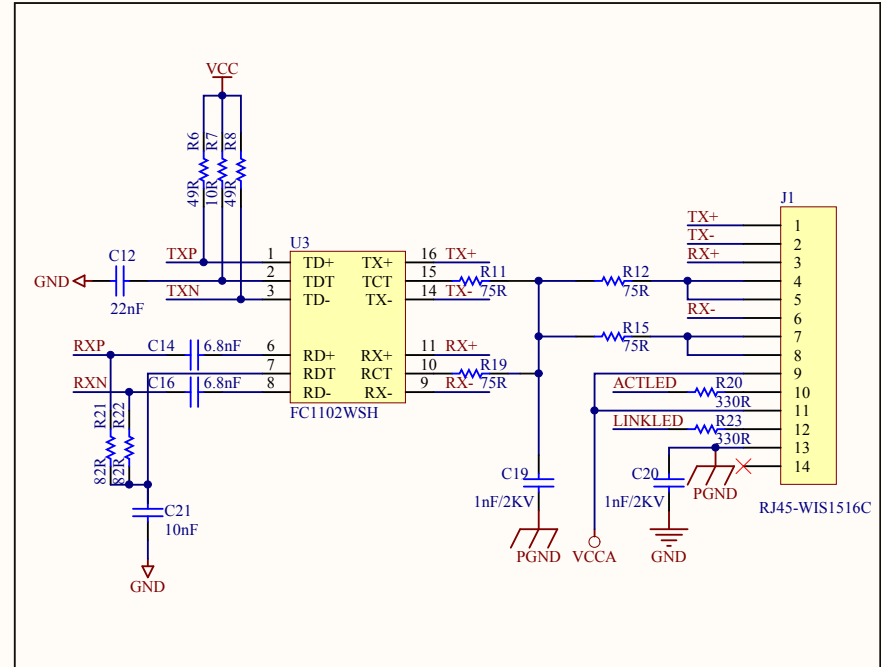 VCC
R6
R7
R8
49R
10R
49R
TXP
C12
GND
22nF
TXN
U3
1
2
3
TD+
TDT
TD-
TX+
TCT
TX-
16
15
14
TX+
TX-
R11
75R
RXP
C14
6.8nF
RXN
C16
6.8nF
6
7
8
RD+
RDT
RD-
RX+
RCT
RX-
11
10
9
RX+
RX-
R19
75R
FC1102WSH
R21
R22
82R
82R
C21
10nF
GND
R12
75R
R15
75R
C19
1nF/2KV
PGND
VCCA
C20
1nF/2KV
GND
PGND
J1
TX+
TX-
RX+
RX-
ACTLED
R20
330R
LINKLED
R23
330R
1
2
3
4
5
6
7
8
9
10
11
12
13
14
RJ45-WIS1516C